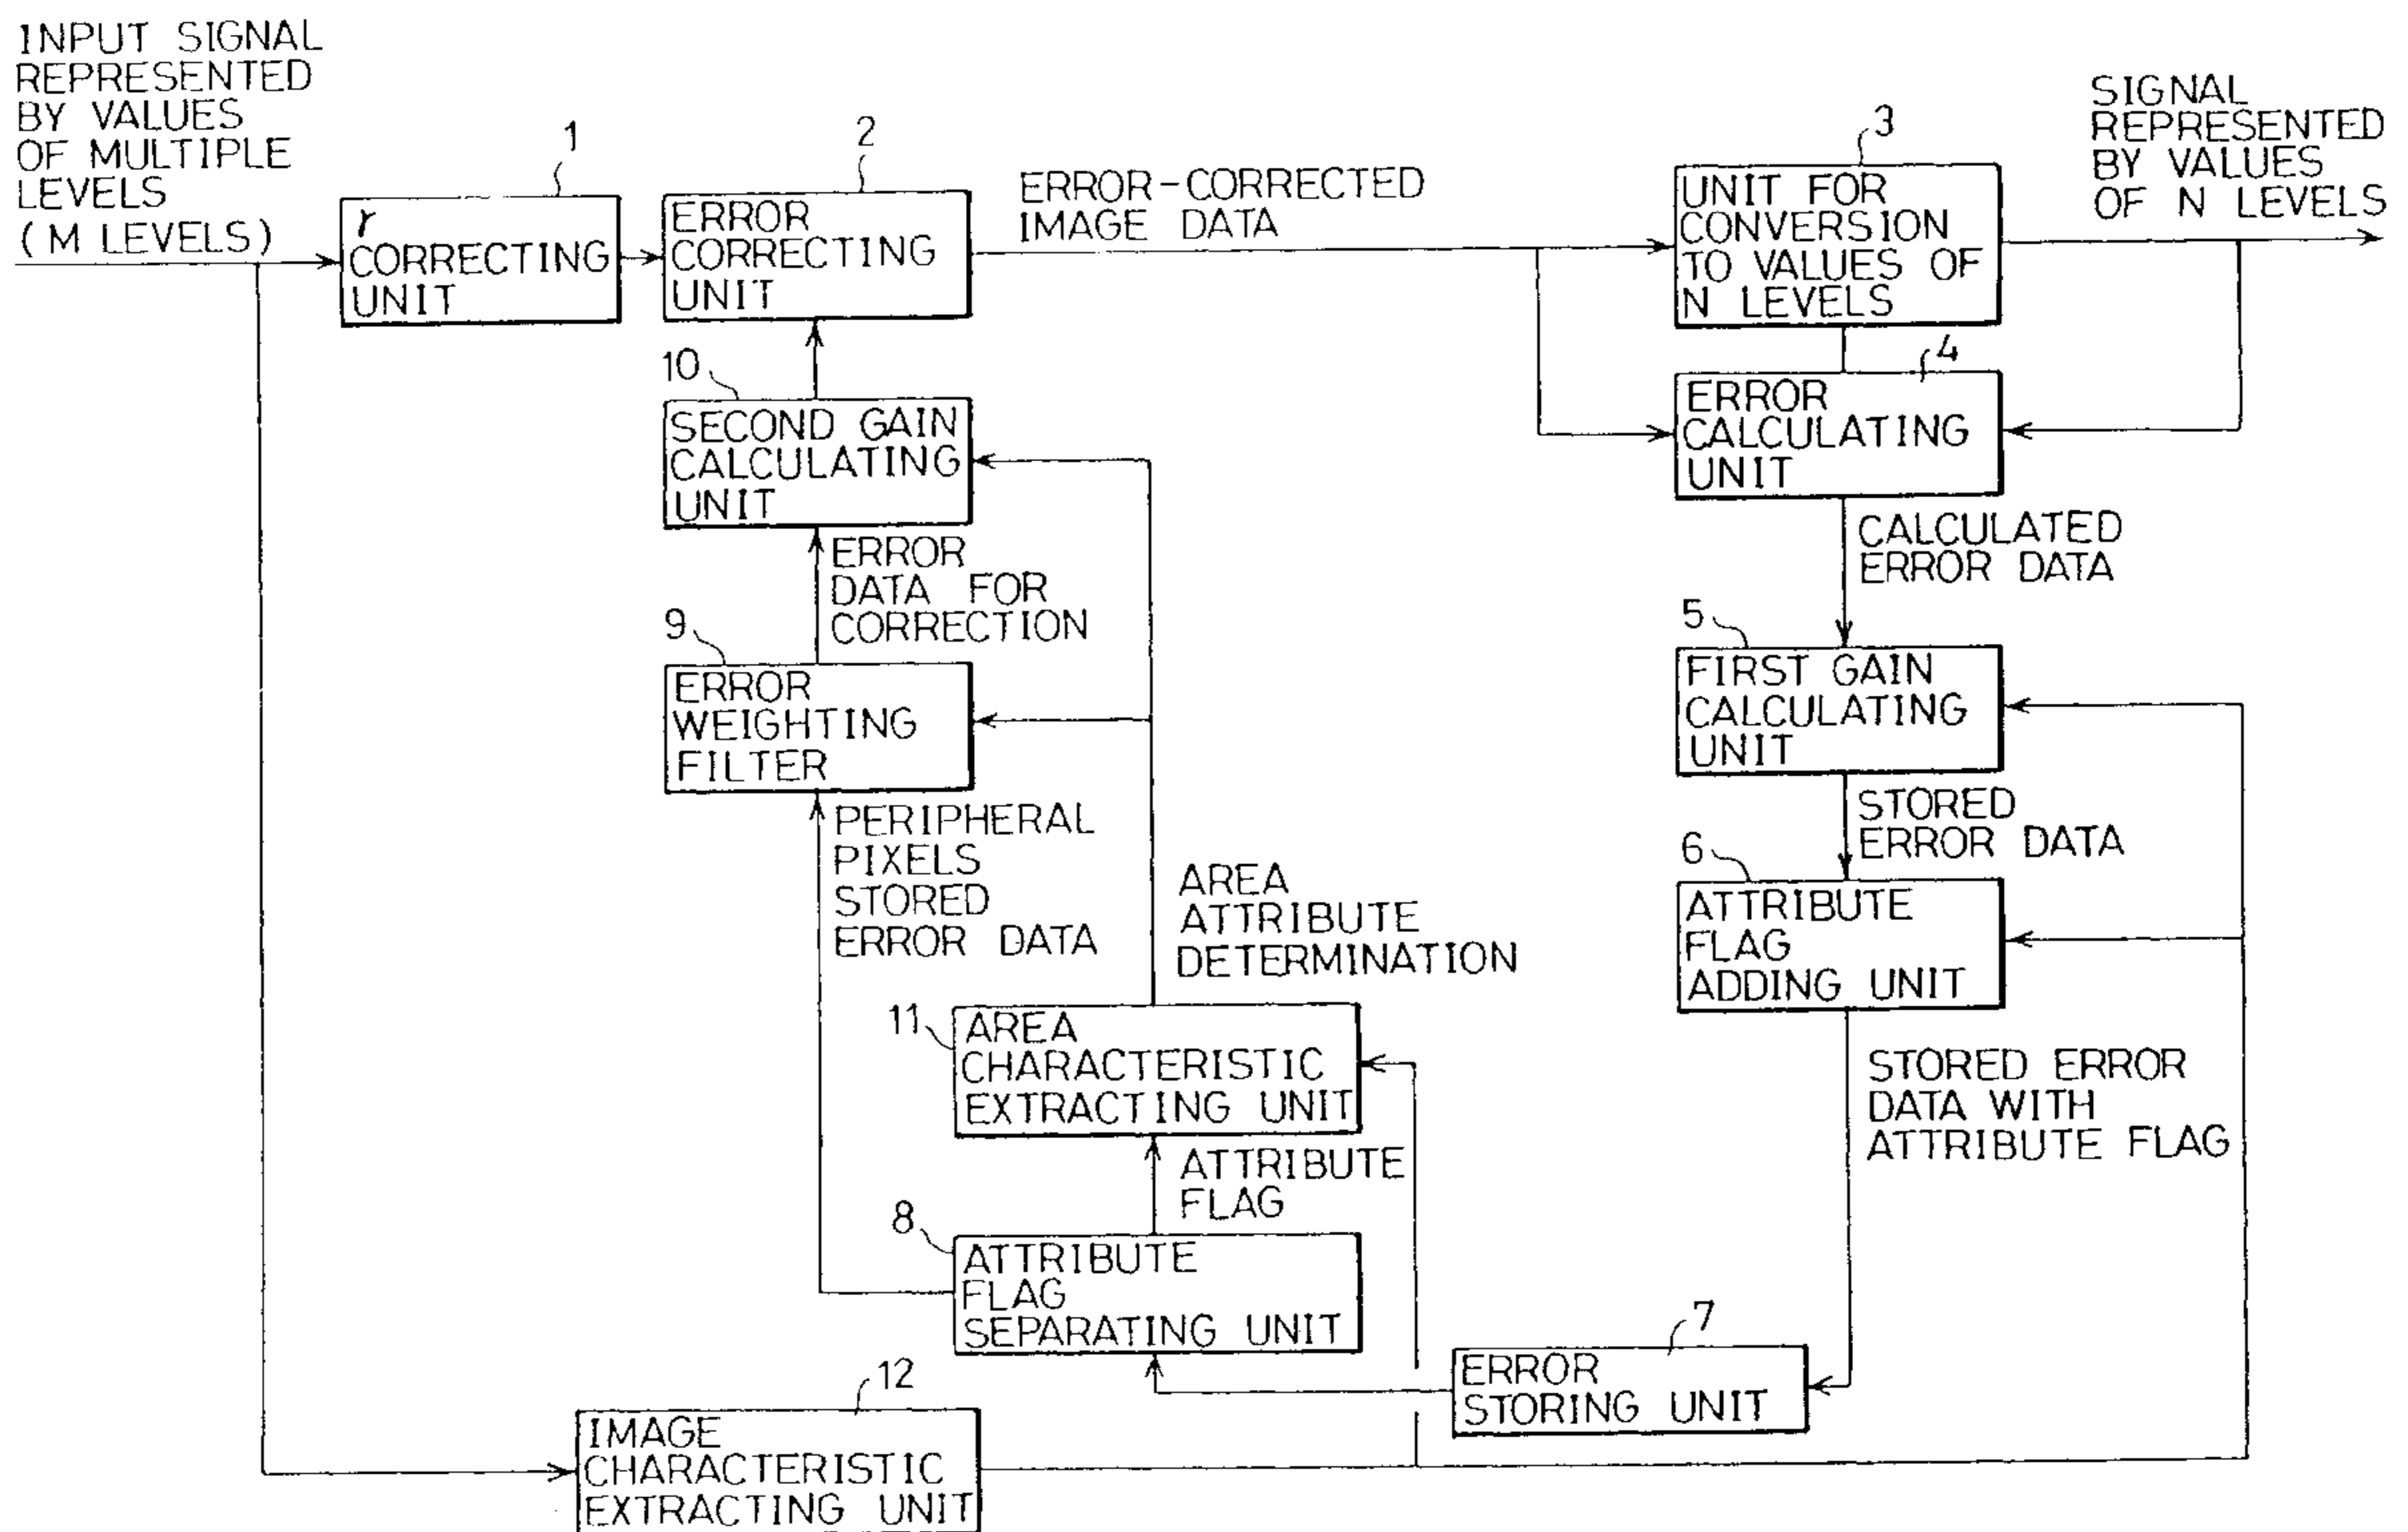 INPUT SIGNAL
REPRESENTED
BY VALUES
OF MULTIPLE
LEVELS
(M LEVELS)
1
γ
CORRECTING
UNIT
2
ERROR
CORRECTING
UNIT
ERROR-CORRECTED
IMAGE DATA
3
UNIT FOR
CONVERSION
TO VALUES OF
N LEVELS
SIGNAL
REPRESENTED
BY VALUES
OF N LEVELS
4
ERROR
CALCULATING
UNIT
10
SECOND GAIN
CALCULATING
UNIT
CALCULATED
ERROR DATA
ERROR
DATA FOR
CORRECTION
5
FIRST GAIN
CALCULATING
UNIT
9
ERROR
WEIGHTING
FILTER
STORED
ERROR DATA
PERIPHERAL
PIXELS
STORED
ERROR DATA
6
ATTRIBUTE
FLAG
ADDING UNIT
AREA
ATTRIBUTE
DETERMINATION
11
AREA
CHARACTERISTIC
EXTRACTING UNIT
STORED ERROR
DATA WITH
ATTRIBUTE FLAG
ATTRIBUTE
FLAG
8
ATTRIBUTE
FLAG
SEPARATING UNIT
7
ERROR
STORING UNIT
12
IMAGE
CHARACTERISTIC
EXTRACTING UNIT